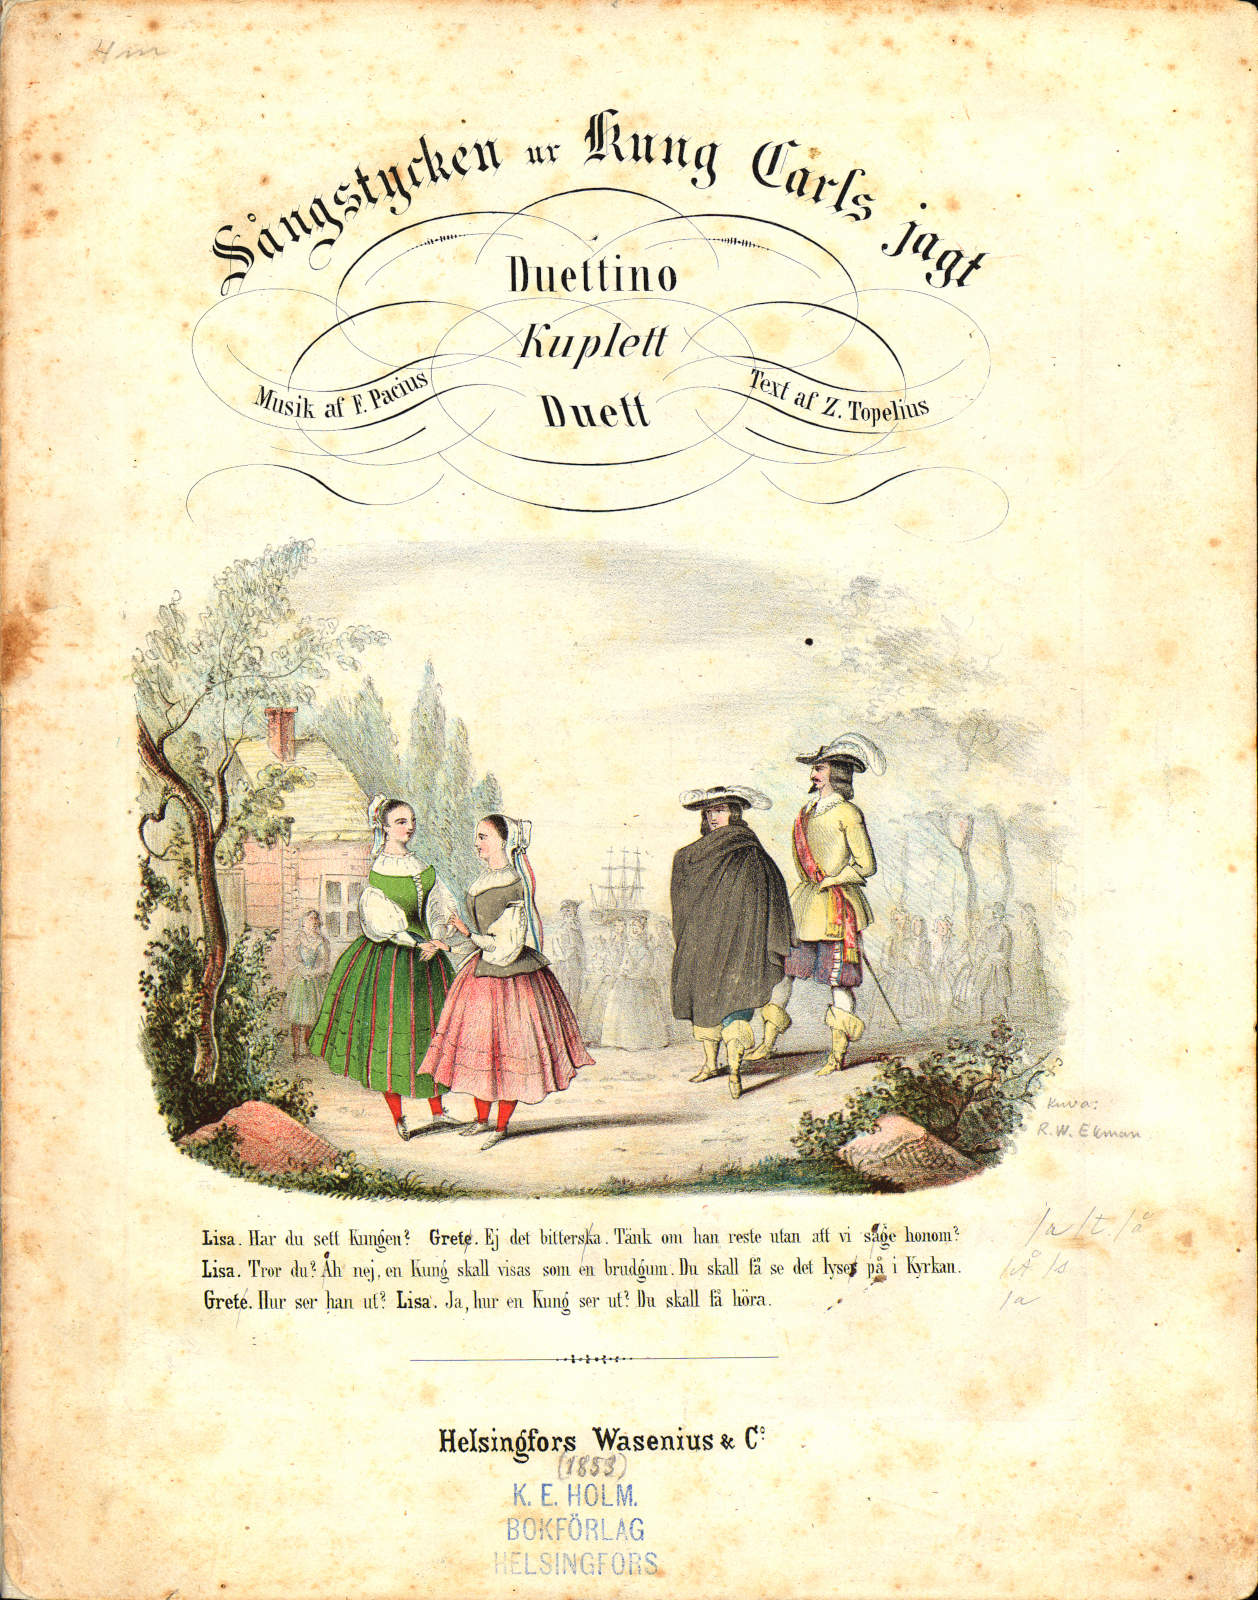 4 m
Sångstycken ur Kung Carls jagt
Duettino
Kuplett
Musik af F. Pacius
Text af Z. Topelius
Duett
Kuva:
R. W. Ekman
Lisa. Har du sett Kungen? Grete. Ej det bitterska. Tänk om han reste utan att vi såge honom?
/a /t. /å
Lisa. Tror du? Åh nej, en Kung skall visas som en brudgum. Du skall få se det lyses på i Kyrkan.
/Å /s
Grete. Hur ser han ut? Lisa. Ja, hur en Kung ser ut? Du skall få höra.
/a
Helsingfors Wasenius & Co.
(1853)
K. E. HOLM.
BOKFÖRLAG
HELSINGFORS